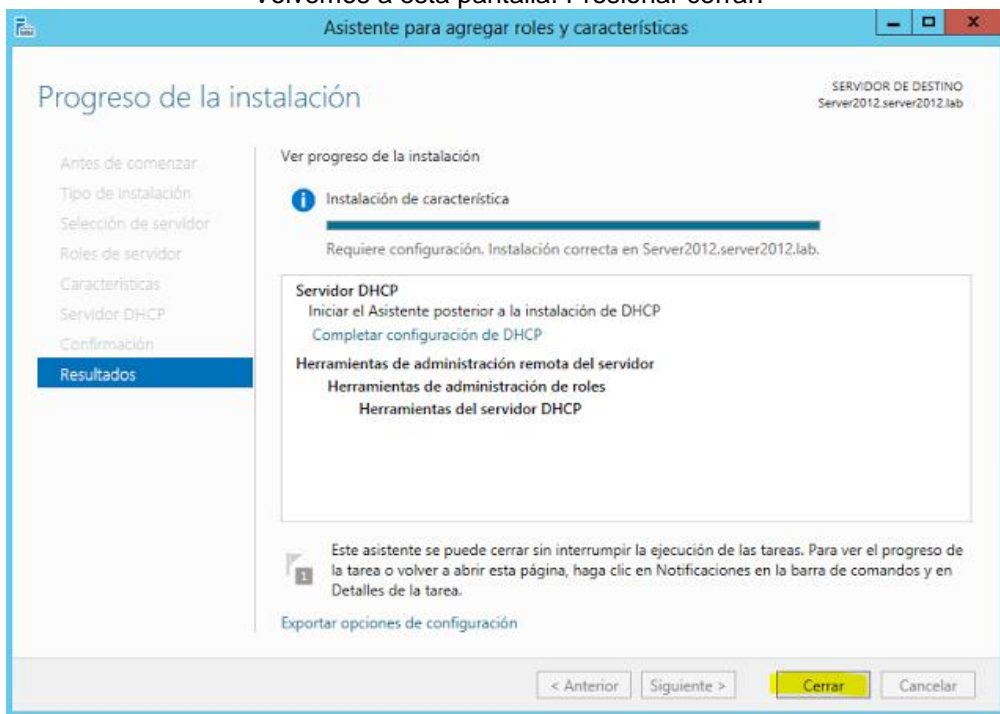 Volvemos a esta pantalla. Presionar cerrar.
Asistente para agregar roles y características
Progreso de la instalación
SERVIDOR DE DESTINO
Server2012.server2012.lab
Antes de comenzar
Tipo de instalación
Selección de servidor
Roles de servidor
Características
Servidor DHCP
Confirmación
Resultados
Ver progreso de la instalación
Instalación de característica
Requiere configuración. Instalación correcta en Server2012.server2012.lab.
Servidor DHCP
Iniciar el Asistente posterior a la instalación de DHCP
Completar configuración de DHCP
Herramientas de administración remota del servidor
Herramientas de administración de roles
Herramientas del servidor DHCP
1
Este asistente se puede cerrar sin interrumpir la ejecución de las tareas. Para ver el progreso de
la tarea o volver a abrir esta página, haga clic en Notificaciones en la barra de comandos y en
Detalles de la tarea.
Exportar opciones de configuración
< Anterior Siguiente > Cerrar Cancelar